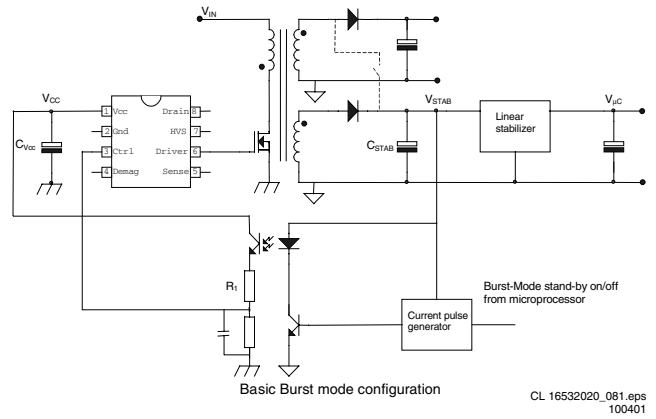 VIN
VCC
CVcc
1 Vcc Drain 8
2 Gnd HVS 7
3 Ctrl Driver 6
4 Demag Sense 5
VSTAB
CSTAB
Linear
stabilizer
VµC
R1
Current pulse
generator
Burst-Mode stand-by on/off
from microprocessor
Basic Burst mode configuration
CL 16532020_081.eps
100401